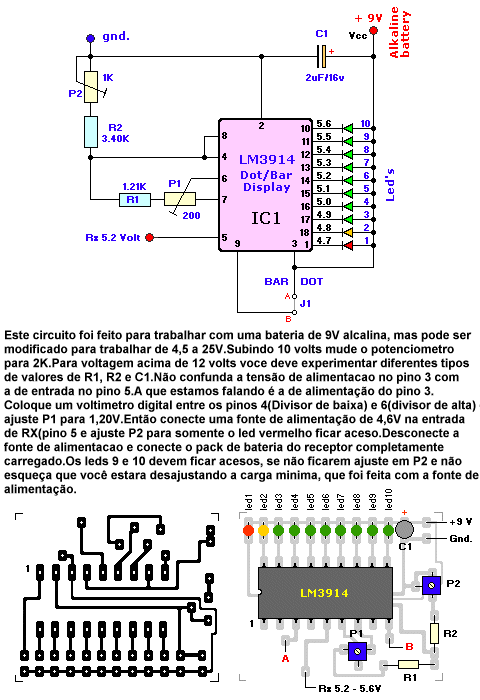 + 9V
C1
Vcc
Alkaline
battery
gnd.
+
2uF/16v
1K
P2
R2
3.40K
2
8
4
6
7
5
9
3
LM3914
Dot/Bar
Display
IC1
10 5.6 10
11 5.5 9
12 5.4 8
13 5.3 7
14 5.2 6
15 5.1 5
16 5.0 4
17 4.9 3
18 4.8 2
1 4.7 1
Led's
1.21K
R1
P1
200
Rx 5.2 Volt
BAR DOT
A
J1
B
Este circuito foi feito para trabalhar com uma bateria de 9V alcalina, mas pode ser
modificado para trabalhar de 4,5 a 25V.Subindo 10 volts mude o potenciometro
para 2K.Para voltagem acima de 12 volts voce deve experimentar diferentes tipos
de valores de R1, R2 e C1.Não confunda a tensão de alimentacao no pino 3 com
a de entrada no pino 5.A que estamos falando é a de alimentação do pino 3.
Coloque um voltimetro digital entre os pinos 4(Divisor de baixa) e 6(divisor de alta) e
ajuste P1 para 1,20V.Então conecte uma fonte de alimentação de 4,6V na entrada
de RX(pino 5 e ajuste P2 para somente o led vermelho ficar aceso.Desconecte a
fonte de alimentacao e conecte o pack de bateria do receptor completamente
carregado.Os leds 9 e 10 devem ficar acesos, se não ficarem ajuste em P2 e não
esqueça que você estara desajustando a carga minima, que foi feita com a fonte de
alimentação.
1
led1
led2
led3
led4
led5
led6
led7
led8
led9
led10
+
+9 V
Gnd.
C1
LM3914
1
P2
P1
A
B
R2
R1
Rx 5.2 - 5.6V